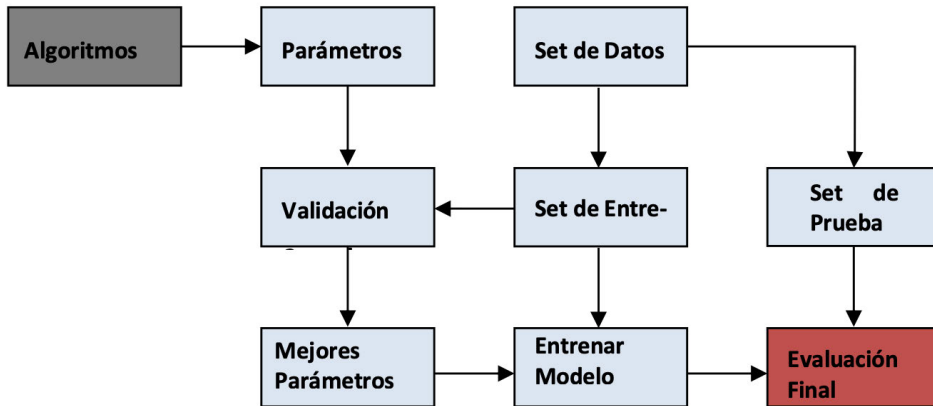 Algoritmos
Parámetros
Set de Datos
Validación
Set de Entre-
Set de
Prueba
Mejores
Parámetros
Entrenar
Modelo
Evaluación
Final